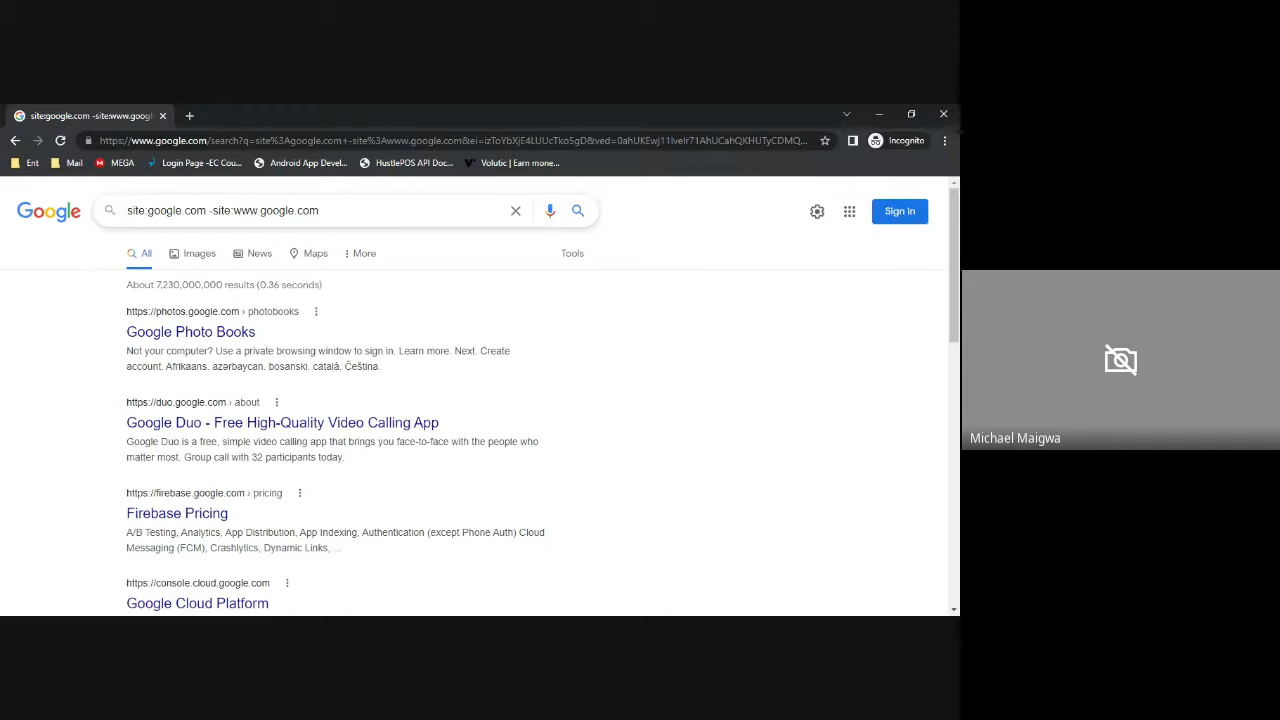 site:google.com -site:www.googl
https://www.google.com/search?q=site%3Agoogle.com+-site%3Awww.google.com&ei=izToYbXjE4LUUcTko5gD&ved=0ahUKEwj11IveIr71AhUCahQKHUTyCDMQ...
Incognito
Ent
Mail
MEGA
Login Page -EC Cou...
Android App Devel...
HustlePOS API Doc...
Volutic | Earn mone...
Google
site:google.com -site:www.google.com
Sign in
All
Images
News
Maps
More
Tools
About 7,230,000,000 results (0.36 seconds)
https://photos.google.com › photobooks
Google Photo Books
Not your computer? Use a private browsing window to sign in. Learn more. Next. Create
account. Afrikaans. azərbaycan. bosanski. català. Čeština.
https://duo.google.com › about
Google Duo - Free High-Quality Video Calling App
Google Duo is a free, simple video calling app that brings you face-to-face with the people who
matter most. Group call with 32 participants today.
https://firebase.google.com › pricing
Firebase Pricing
A/B Testing, Analytics, App Distribution, App Indexing, Authentication (except Phone Auth) Cloud
Messaging (FCM), Crashlytics, Dynamic Links, ...
https://console.cloud.google.com
Google Cloud Platform
Michael Maigwa